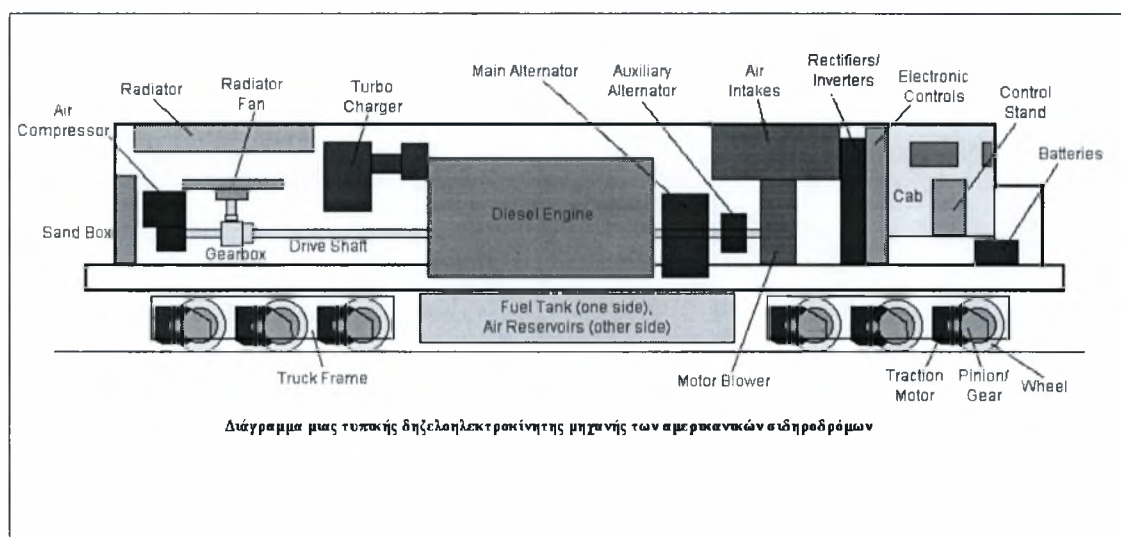 Air
Compressor
Radiator
Radiator
Fan
Turbo
Charger
Main Alternator
Auxiliary
Alternator
Air
Intakes
Rectifiers/
Inverters
Electronic
Controls
Control
Stand
Batteries
Sand Box
Gearbox
Drive Shaft
Diesel Engine
Cab
Fuel Tank (one side),
Air Reservoirs (other side)
Truck Frame
Motor Blower
Traction
Motor
Pinion/
Gear
Wheel
Διάγραμμα μιας τυπικής δηζελοηλεκτροκίνητης μηχανής των αμερικανικών σιδηροδρόμων